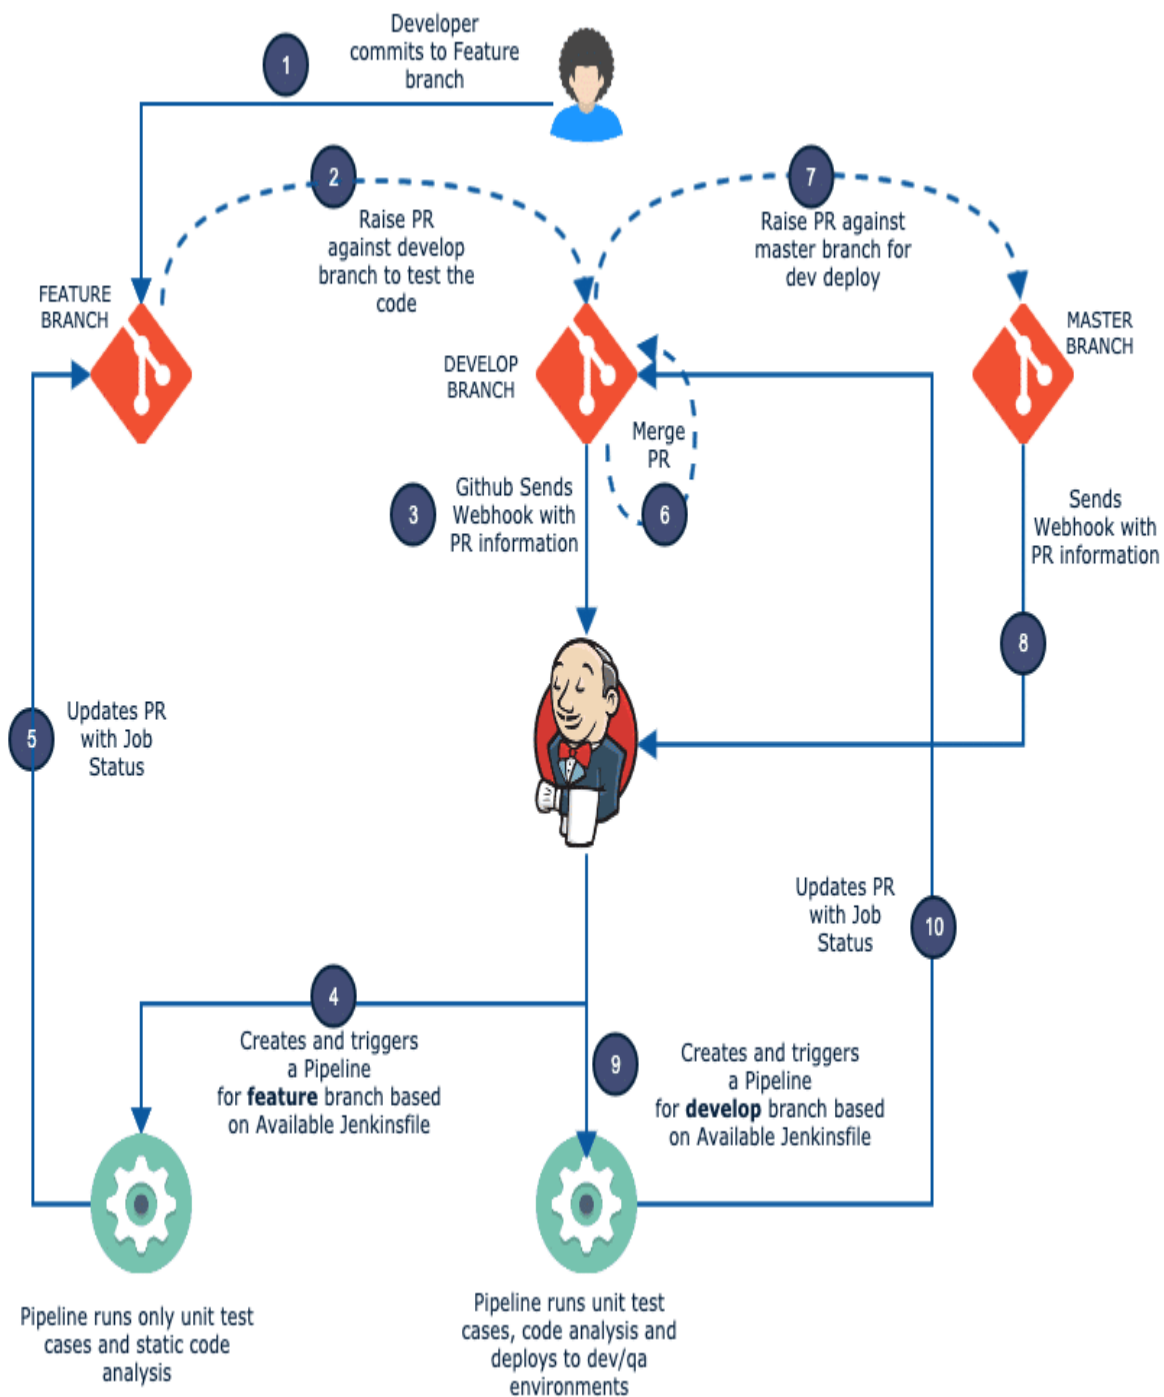 1
Developer
commits to Feature
branch
2
Raise PR
against develop
branch to test the
code
7
Raise PR against
master branch for
dev deploy
FEATURE
BRANCH
DEVELOP
BRANCH
MASTER
BRANCH
Merge
PR
6
3
Github Sends
Webhook with
PR information
Sends
Webhook with
PR information
8
5
Updates PR
with Job
Status
Updates PR
with Job
Status
10
4
Creates and triggers
a Pipeline
for feature branch based
on Available Jenkinsfile
9
Creates and triggers
a Pipeline
for develop branch based
on Available Jenkinsfile
Pipeline runs only unit test
cases and static code
analysis
Pipeline runs unit test
cases, code analysis and
deploys to dev/qa
environments